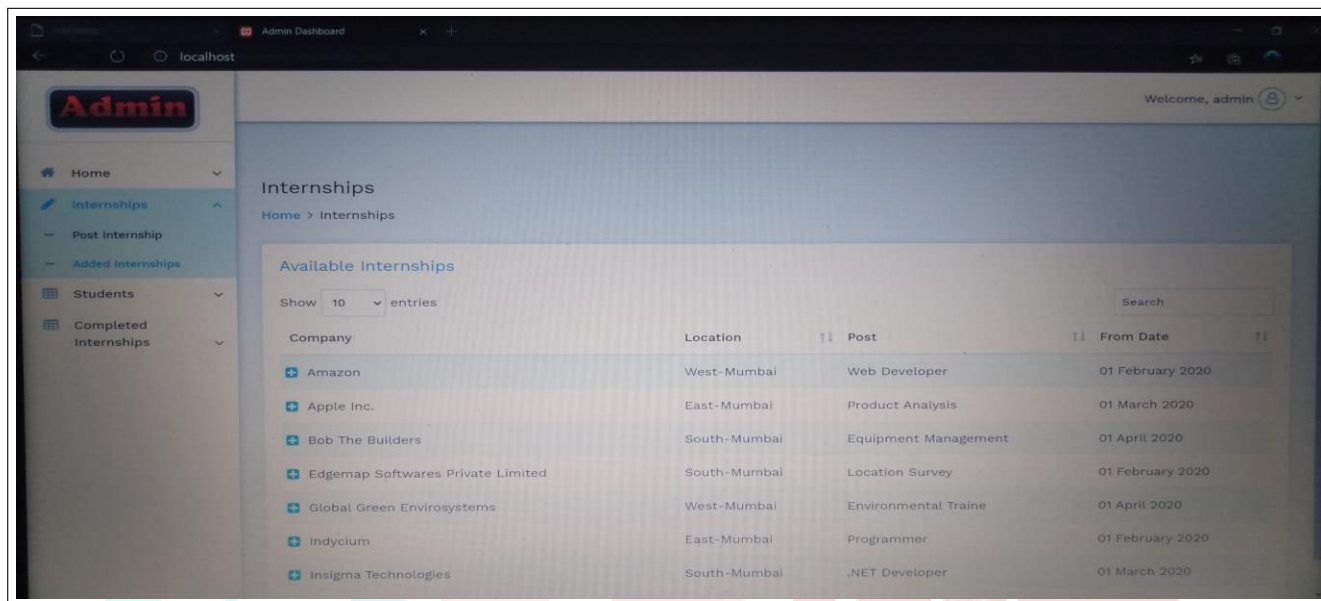 Admin Dashboard
localhost
Admin
Welcome, admin
Home
Internships
Post Internship
Added Internships
Students
Completed
Internships
Internships
Home > Internships
Available Internships
Show 10 entries
Search
Company Location Post From Date
Amazon West-Mumbai Web Developer 01 February 2020
Apple Inc. East-Mumbai Product Analysis 01 March 2020
Bob The Builders South-Mumbai Equipment Management 01 April 2020
Edgemap Softwares Private Limited South-Mumbai Location Survey 01 February 2020
Global Green Envirosystems West-Mumbai Environmental Traine 01 April 2020
Indycium East-Mumbai Programmer 01 February 2020
Insigma Technologies South-Mumbai .NET Developer 01 March 2020